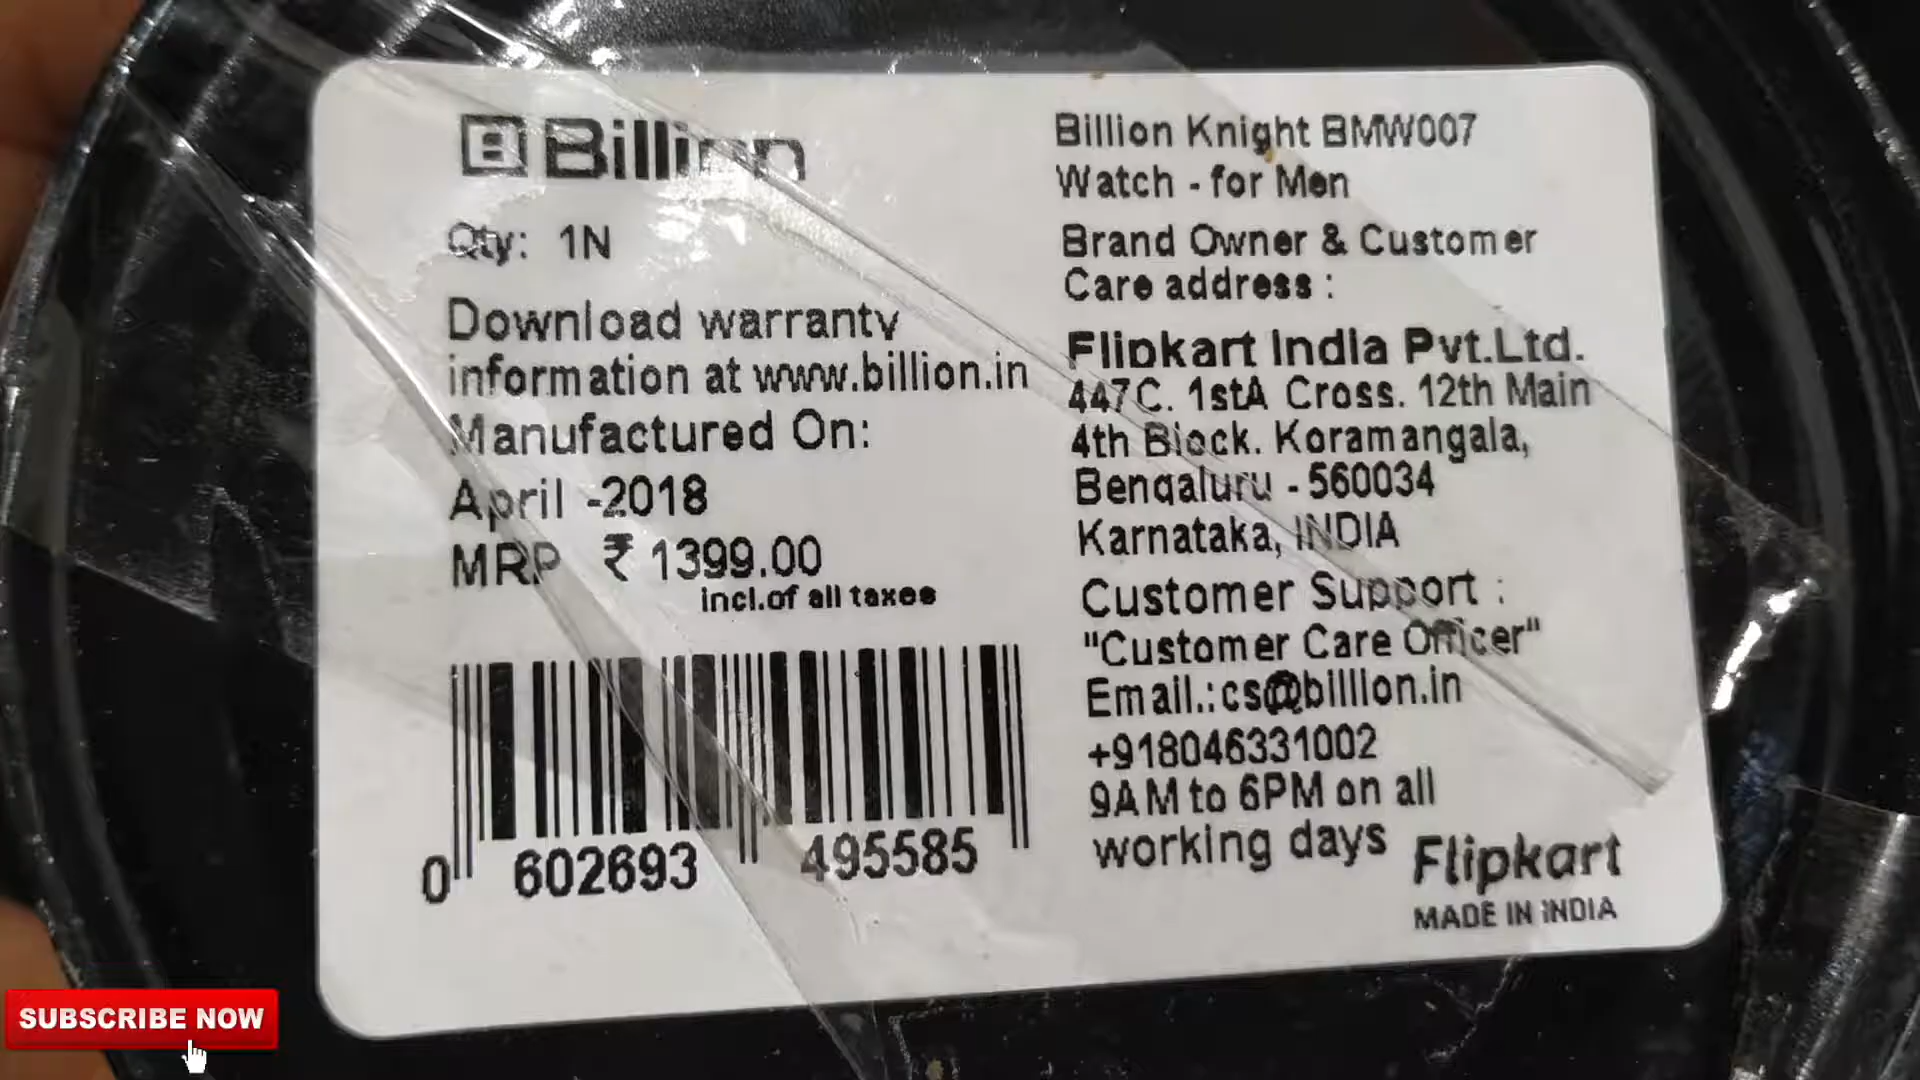 Billion
Qty: 1N
Download warranty
information at www.billion.in
Manufactured On:
April -2018
MRP ₹ 1399.00
incl.of all taxes
0 602693 495585
Billion Knight BMW007
Watch - for Men
Brand Owner & Customer
Care address :
Flipkart India Pvt.Ltd.
447C. 1stA Cross. 12th Main
4th Block. Koramangala,
Bengaluru - 560034
Karnataka, INDIA
Customer Support :
"Customer Care Officer"
Email.:cs@billlion.in
+918046331002
9AM to 6PM on all
working days
Flipkart
MADE IN INDIA
SUBSCRIBE NOW